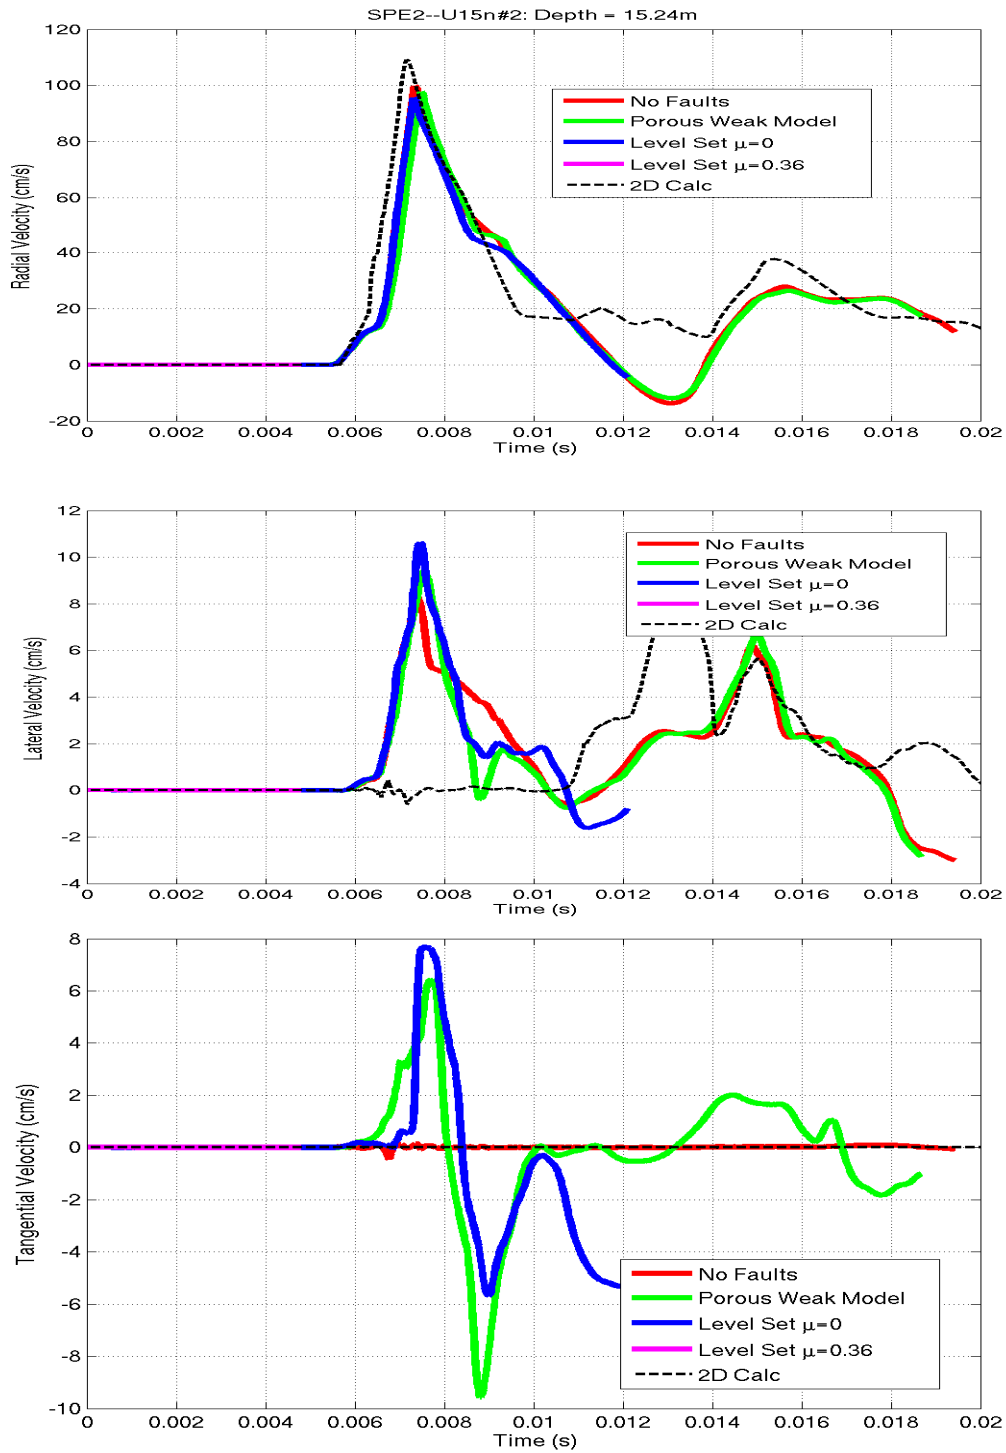 SPE2--U15n#2: Depth = 15.24m
120
100
80
60
40
20
0
-20
Radial Velocity (cm/s)
No Faults
Porous Weak Model
Level Set μ=0
Level Set μ=0.36
2D Calc
0 0.002 0.004 0.006 0.008 0.01 0.012 0.014 0.016 0.018 0.02
Time (s)
12
10
8
6
4
2
0
-2
-4
Lateral Velocity (cm/s)
No Faults
Porous Weak Model
Level Set μ=0
Level Set μ=0.36
2D Calc
0 0.002 0.004 0.006 0.008 0.01 0.012 0.014 0.016 0.018 0.02
Time (s)
8
6
4
2
0
-2
-4
-6
-8
-10
Tangential Velocity (cm/s)
No Faults
Porous Weak Model
Level Set μ=0
Level Set μ=0.36
2D Calc
0 0.002 0.004 0.006 0.008 0.01 0.012 0.014 0.016 0.018 0.02
Time (s)